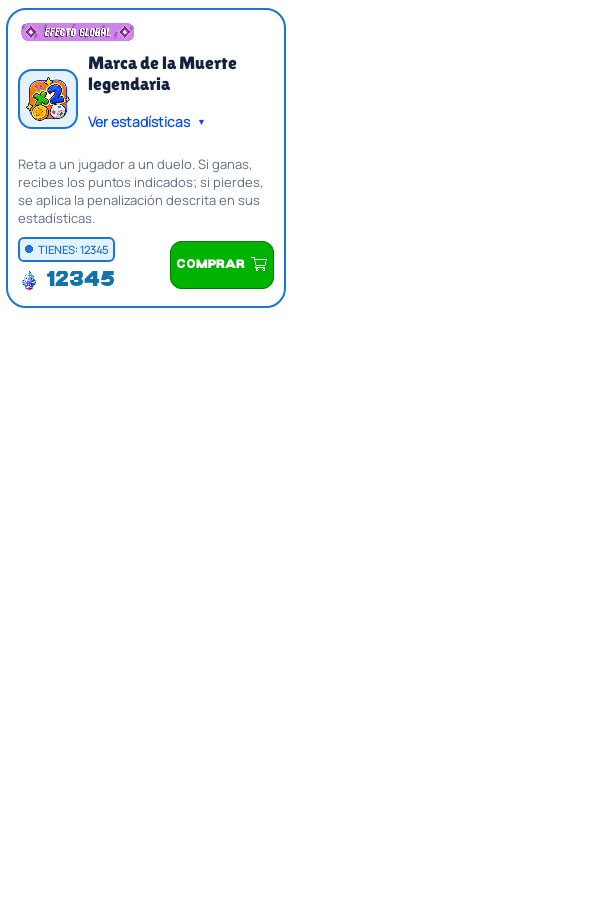 EFECTO GLOBAL
Marca de la Muerte
legendaria
x2
Ver estadísticas ▼
Reta a un jugador a un duelo. Si ganas,
recibes los puntos indicados; si pierdes,
se aplica la penalización descrita en sus
estadísticas.
TIENES: 12345
12345
COMPRAR